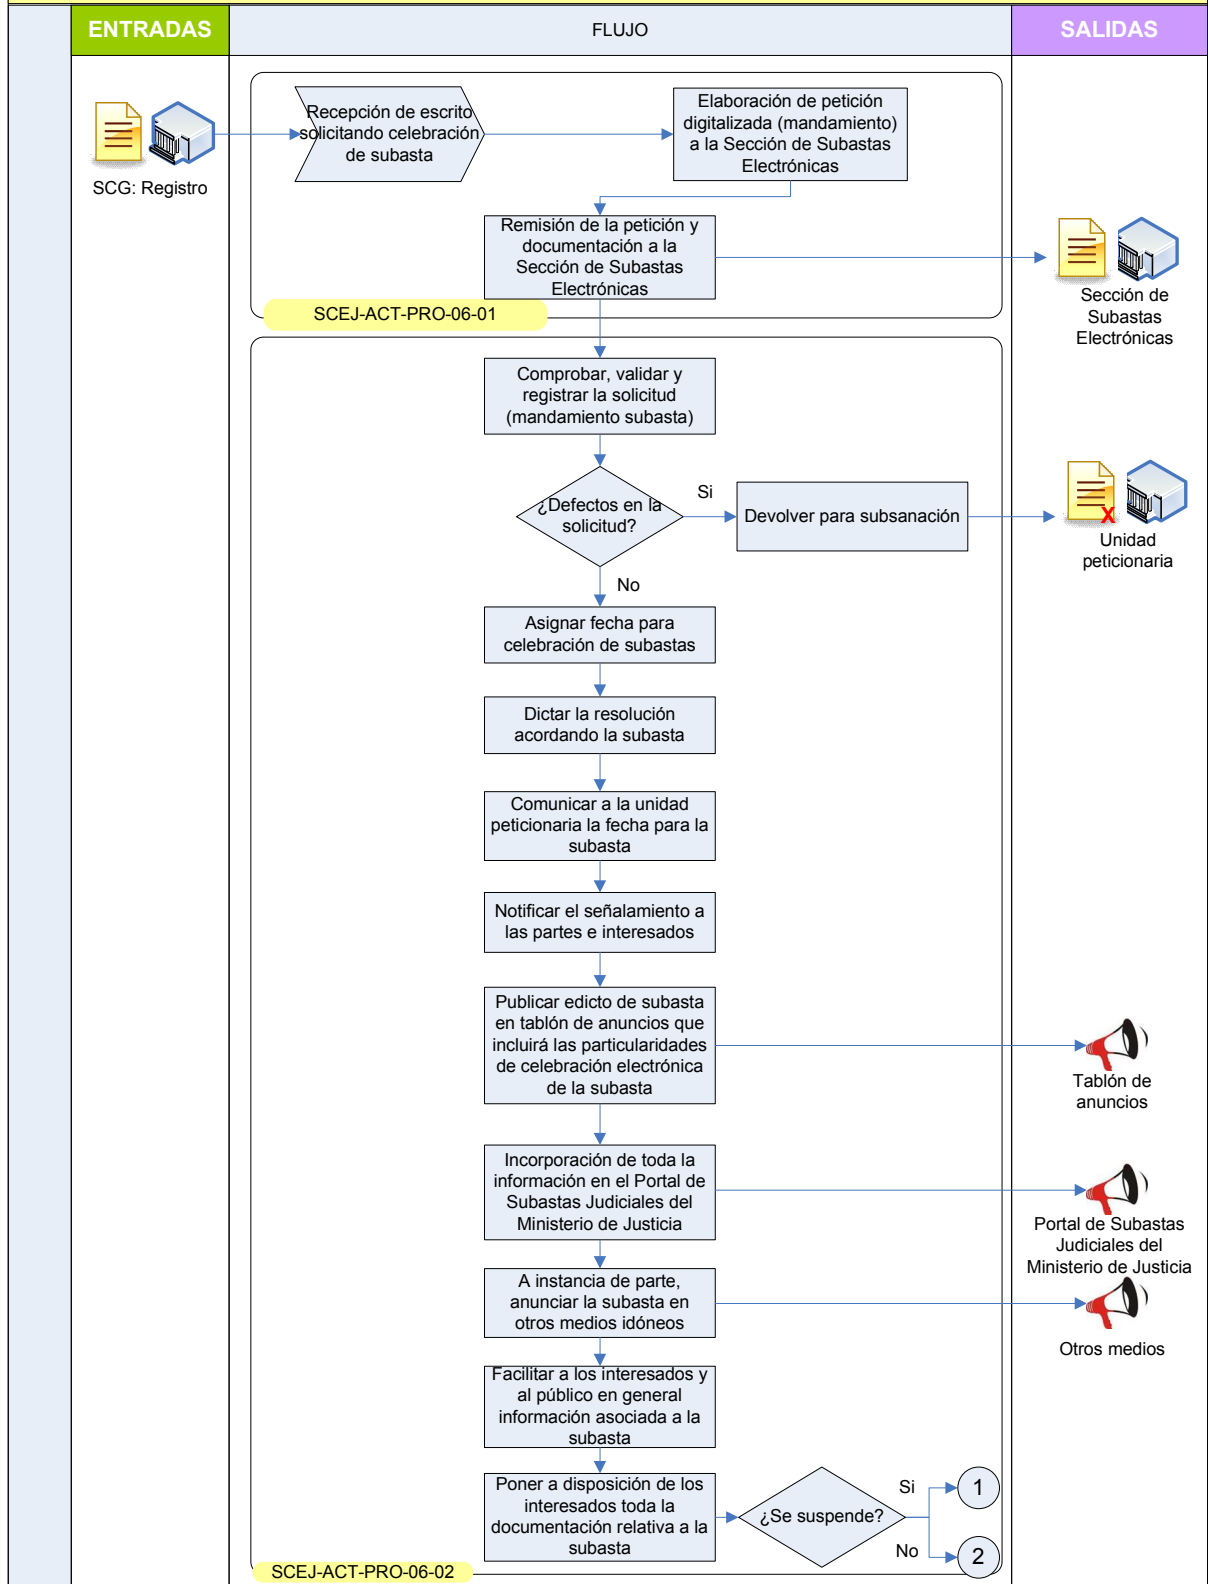 ENTRADAS
FLUJO
SALIDAS
Recepción de escrito
solicitando celebración
de subasta
Elaboración de petición
digitalizada (mandamiento)
a la Sección de Subastas
Electrónicas
SCG: Registro
Remisión de la petición y
documentación a la
Sección de Subastas
Electrónicas
Sección de
Subastas
Electrónicas
SCEJ-ACT-PRO-06-01
Comprobar, validar y
registrar la solicitud
(mandamiento subasta)
¿Defectos en la
solicitud?
Si
Devolver para subsanación
Unidad
peticionaria
No
Asignar fecha para
celebración de subastas
Dictar la resolución
acordando la subasta
Comunicar a la unidad
peticionaria la fecha para la
subasta
Notificar el señalamiento a
las partes e interesados
Publicar edicto de subasta
en tablón de anuncios que
incluirá las particularidades
de celebración electrónica
de la subasta
Tablón de
anuncios
Incorporación de toda la
información en el Portal de
Subastas Judiciales del
Ministerio de Justicia
Portal de Subastas
Judiciales del
Ministerio de Justicia
A instancia de parte,
anunciar la subasta en
otros medios idóneos
Otros medios
Facilitar a los interesados y
al público en general
información asociada a la
subasta
Poner a disposición de los
interesados toda la
documentación relativa a la
subasta
¿Se suspende?
Si
1
No
2
SCEJ-ACT-PRO-06-02